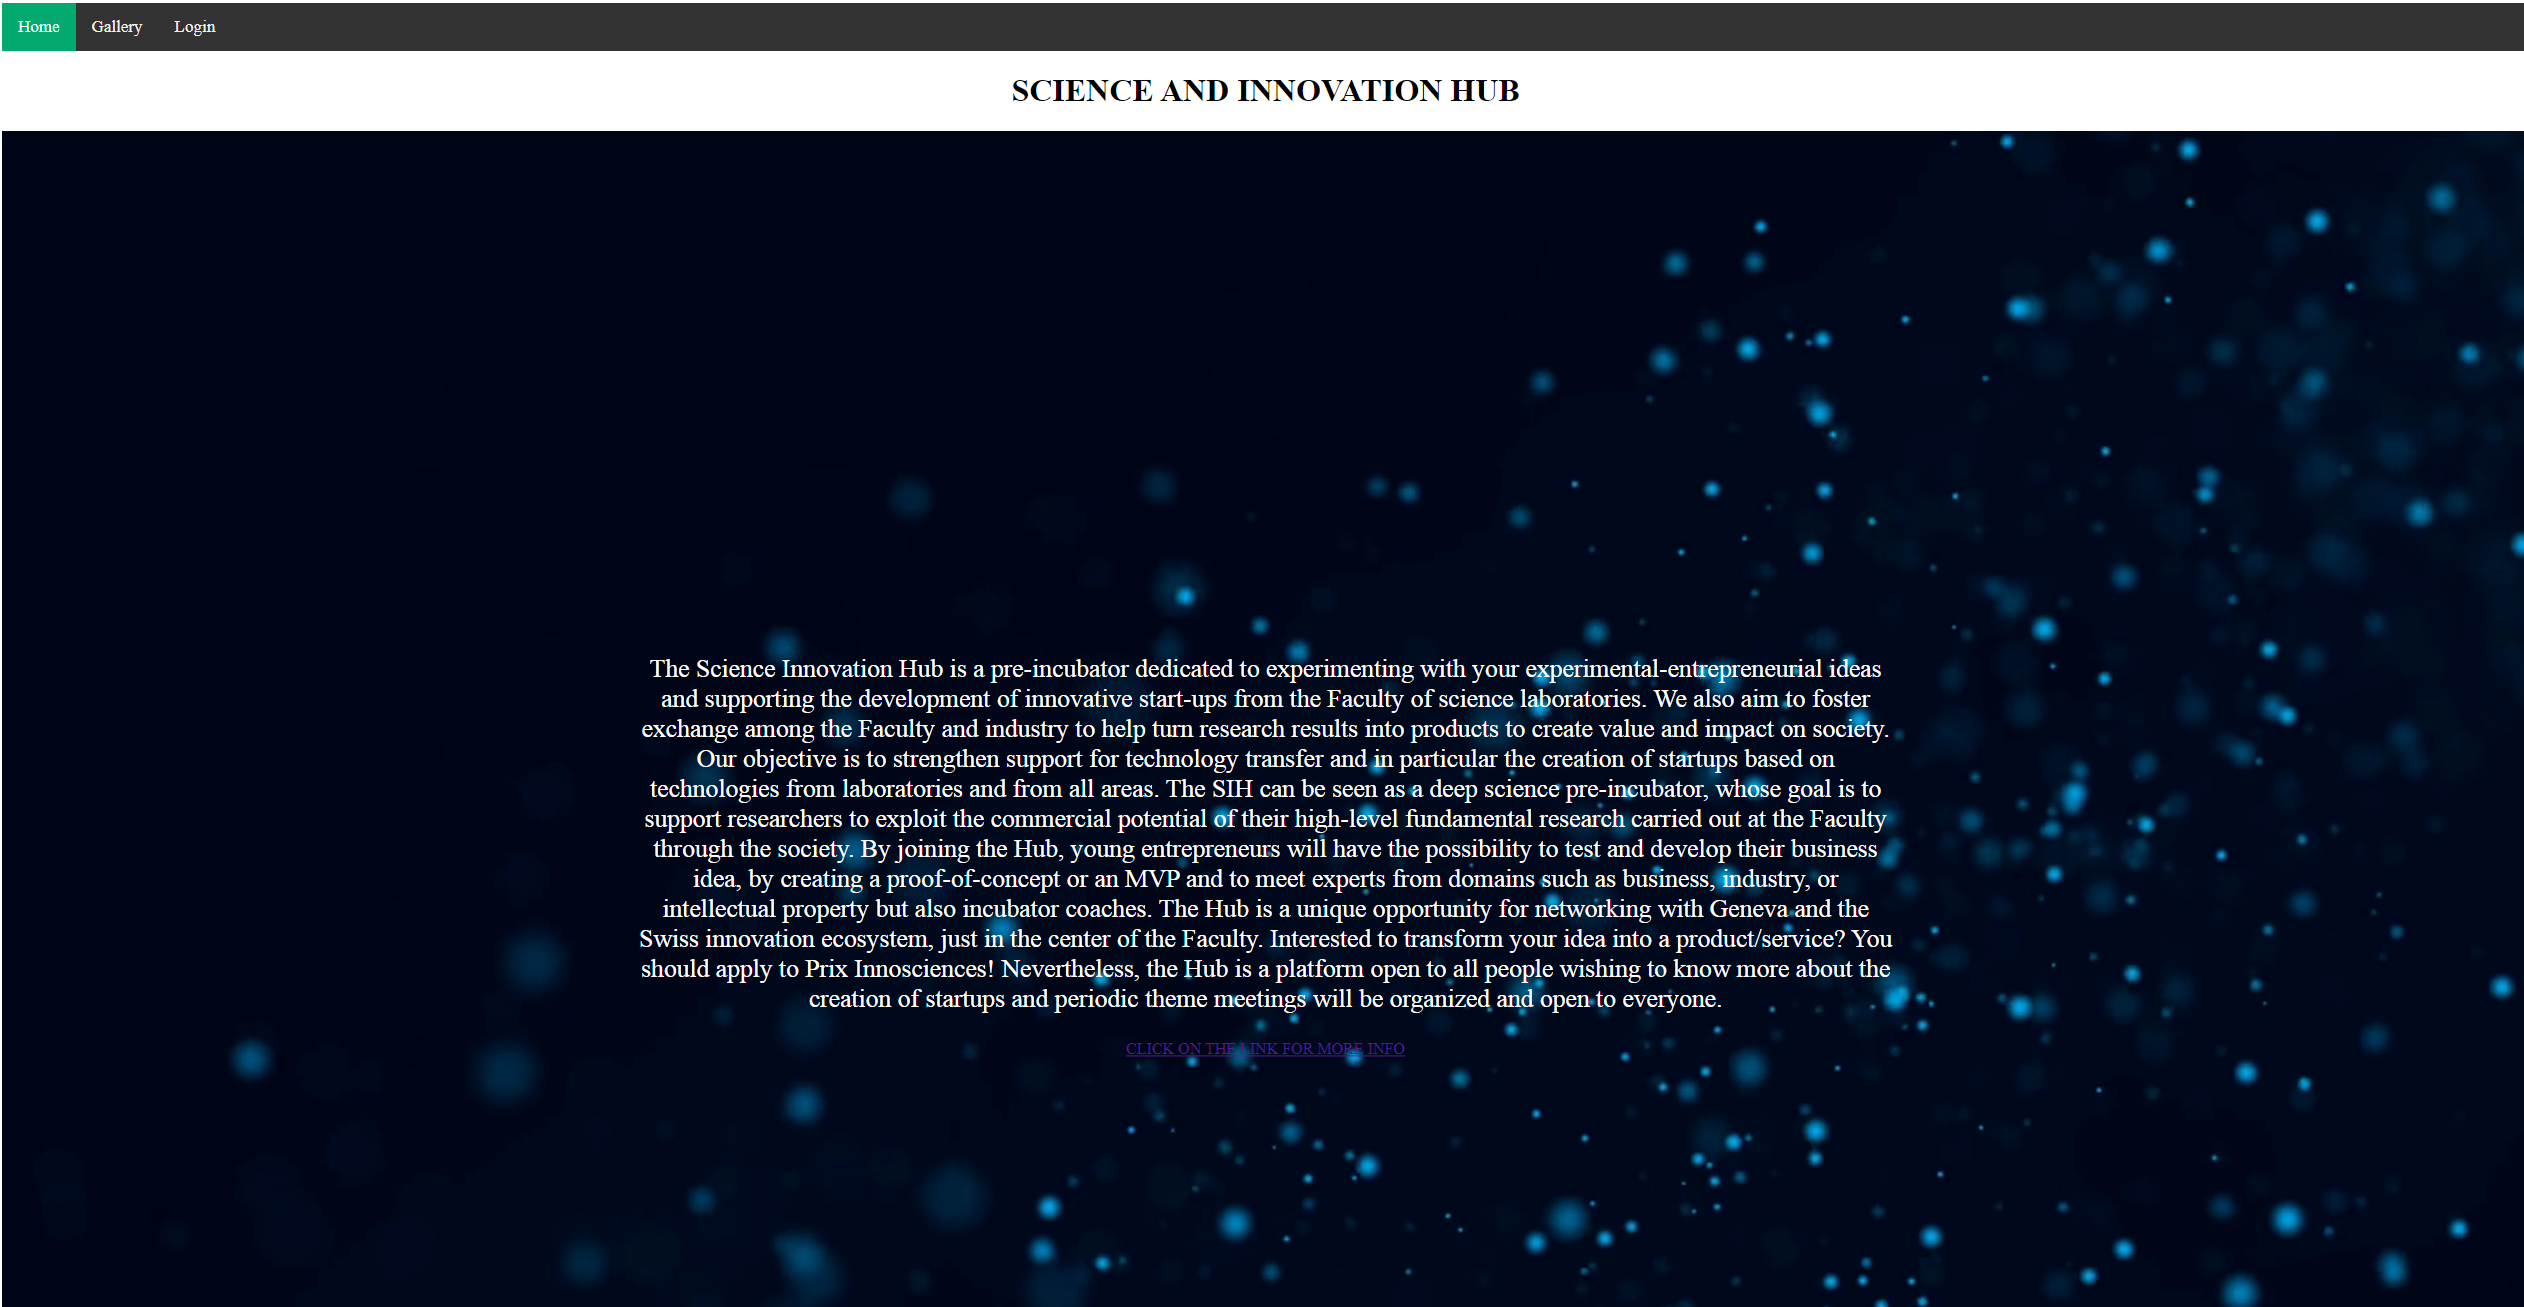 Home Gallery Login
SCIENCE AND INNOVATION HUB
The Science Innovation Hub is a pre-incubator dedicated to experimenting with your experimental-entrepreneurial ideas
and supporting the development of innovative start-ups from the Faculty of science laboratories. We also aim to foster
exchange among the Faculty and industry to help turn research results into products to create value and impact on society.
Our objective is to strengthen support for technology transfer and in particular the creation of startups based on
technologies from laboratories and from all areas. The SIH can be seen as a deep science pre-incubator, whose goal is to
support researchers to exploit the commercial potential of their high-level fundamental research carried out at the Faculty
through the society. By joining the Hub, young entrepreneurs will have the possibility to test and develop their business
idea, by creating a proof-of-concept or an MVP and to meet experts from domains such as business, industry, or
intellectual property but also incubator coaches. The Hub is a unique opportunity for networking with Geneva and the
Swiss innovation ecosystem, just in the center of the Faculty. Interested to transform your idea into a product/service? You
should apply to Prix Innosciences! Nevertheless, the Hub is a platform open to all people wishing to know more about the
creation of startups and periodic theme meetings will be organized and open to everyone.
CLICK ON THE LINK FOR MORE INFO